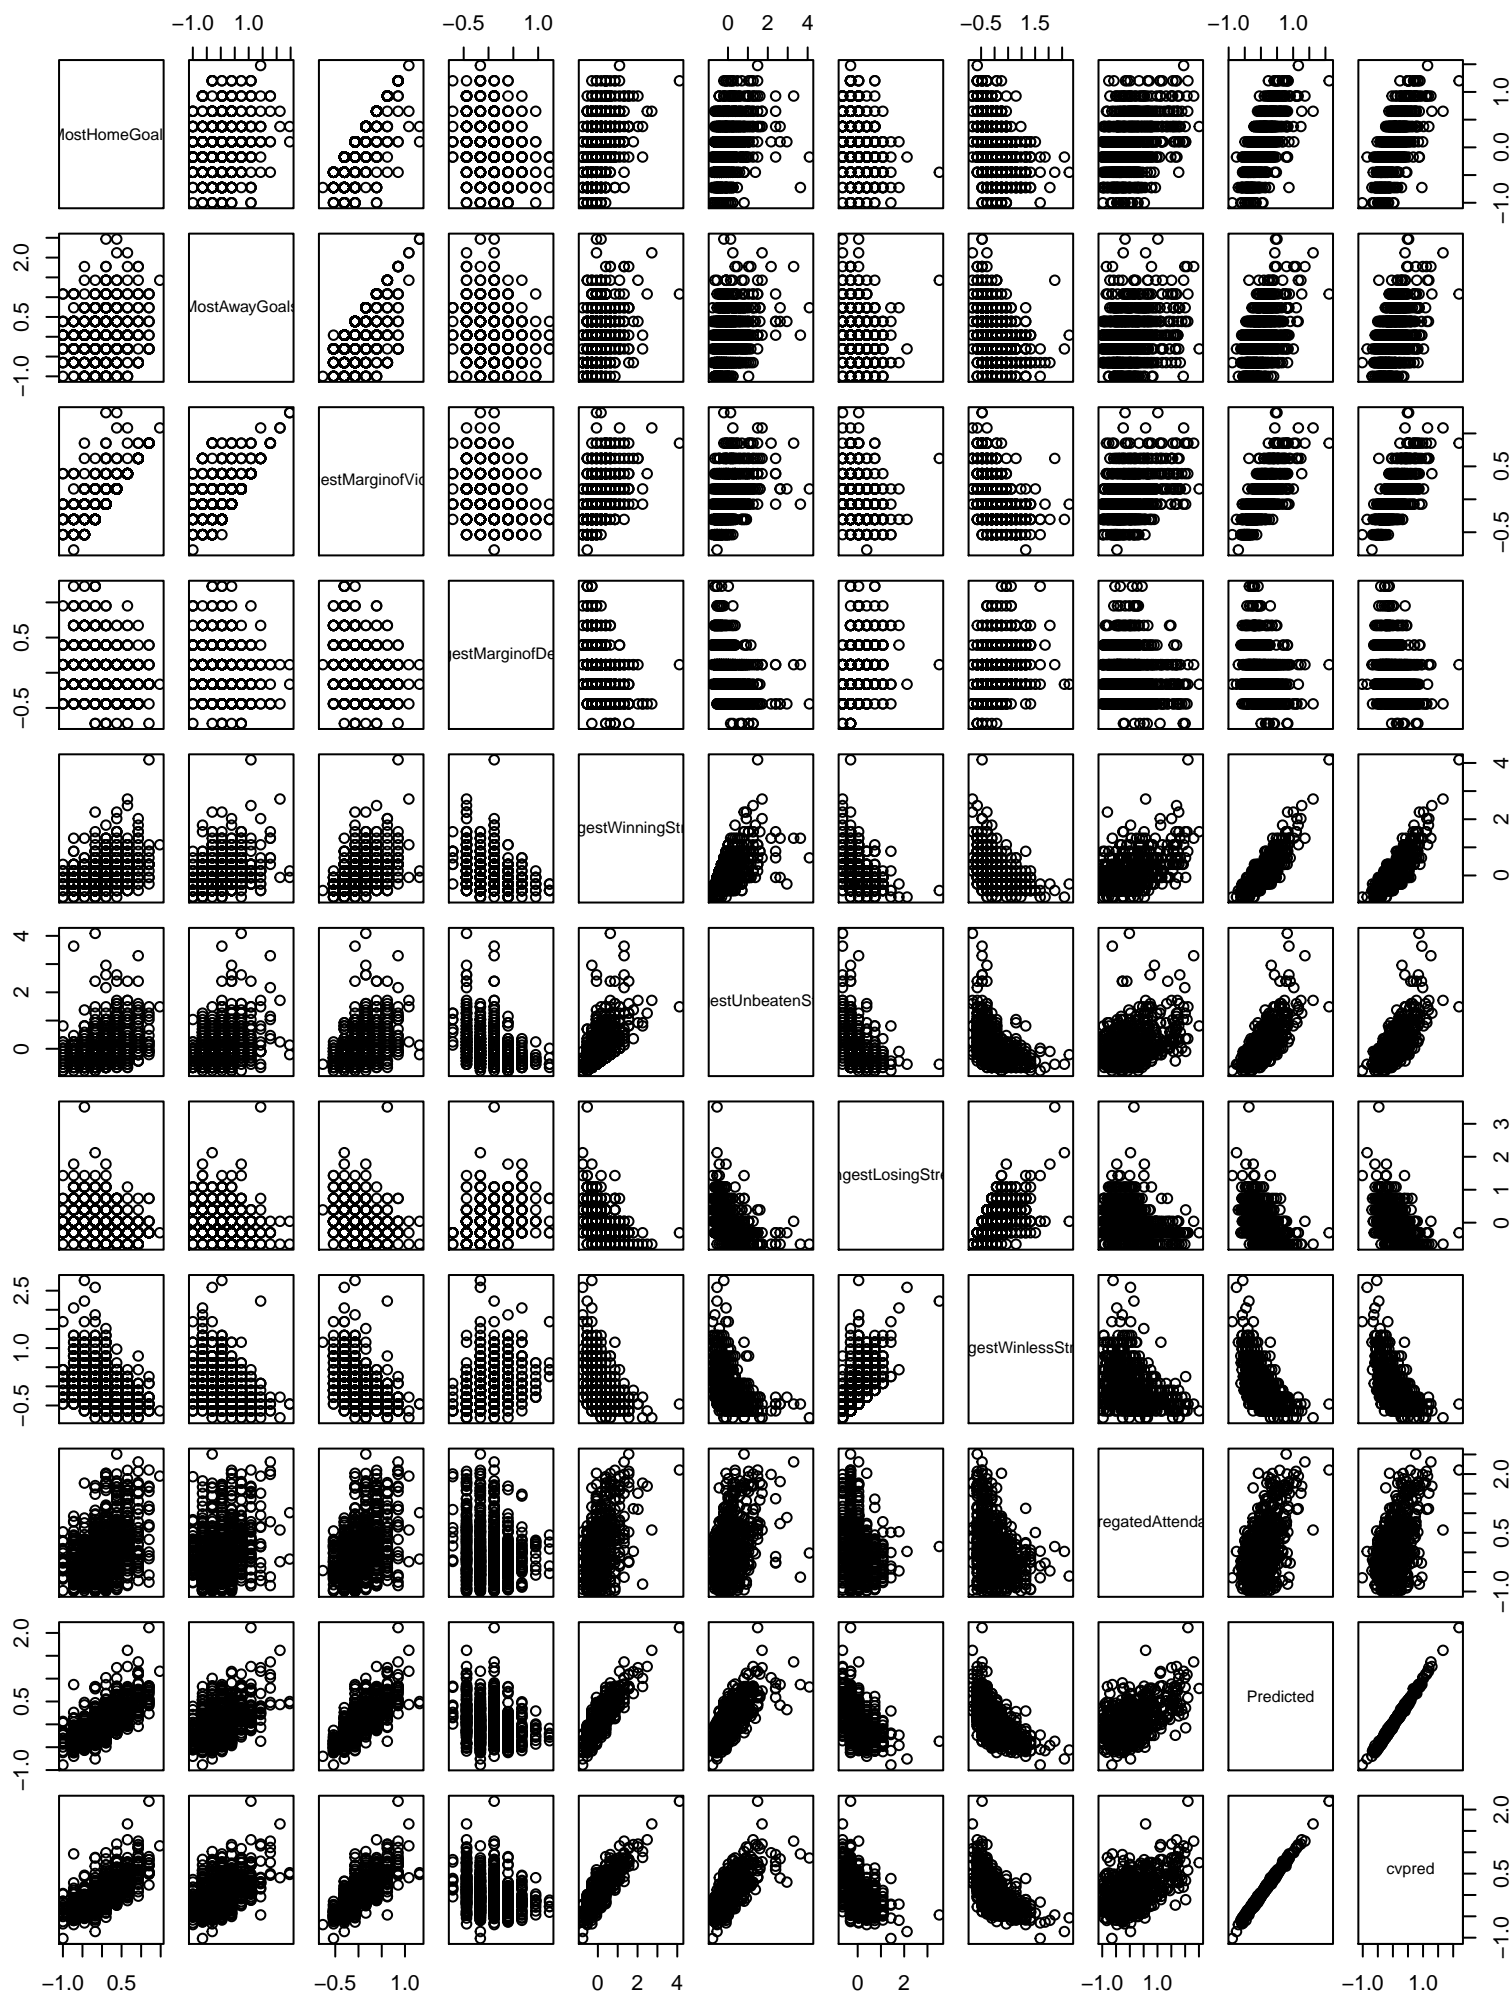 −1.0 1.0 −0.5 1.0 0 2 4 −0.5 1.5 −1.0 1.0
MostHomeGoal
−1.0 0.0 1.0
−1.0 0.5 2.0
MostAwayGoals
estMarginofVic
−0.5 0.5
−0.5 0.5
gestMarginofDe
gestWinningStr
0 2 4
0 2 4
estUnbeatenS
ngestLosingStre
0 1 2 3
−0.5 1.0 2.5
gestWinlessStr
regatedAttenda
−1.0 0.5 2.0
−1.0 0.5 2.0
Predicted
cvpred
−1.0 0.5 2.0
−1.0 0.5 −0.5 1.0 0 2 4 0 2 −1.0 1.0 −1.0 1.0